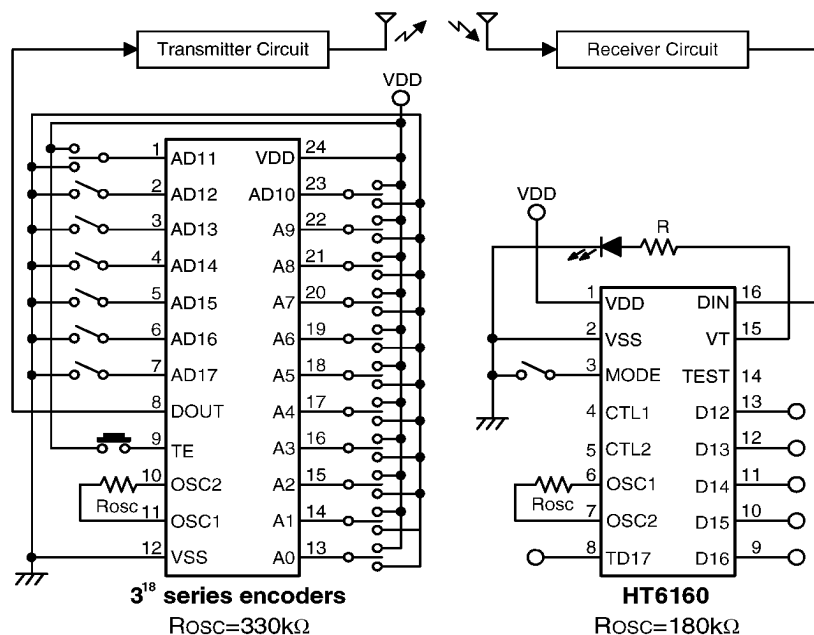 Transmitter Circuit
Receiver Circuit
VDD
1 AD11 VDD 24
2 AD12 AD10 23
3 AD13 A9 22
4 AD14 A8 21
5 AD15 A7 20
6 AD16 A6 19
7 AD17 A5 18
8 DOUT A4 17
9 TE A3 16
10 OSC2 A2 15
Rosc
11 OSC1 A1 14
12 VSS A0 13
3¹⁸ series encoders
ROSC=330kΩ
VDD
R
1 VDD DIN 16
2 VSS VT 15
3 MODE TEST 14
4 CTL1 D12 13
5 CTL2 D13 12
6 OSC1 D14 11
Rosc
7 OSC2 D15 10
8 TD17 D16 9
HT6160
ROSC=180kΩ